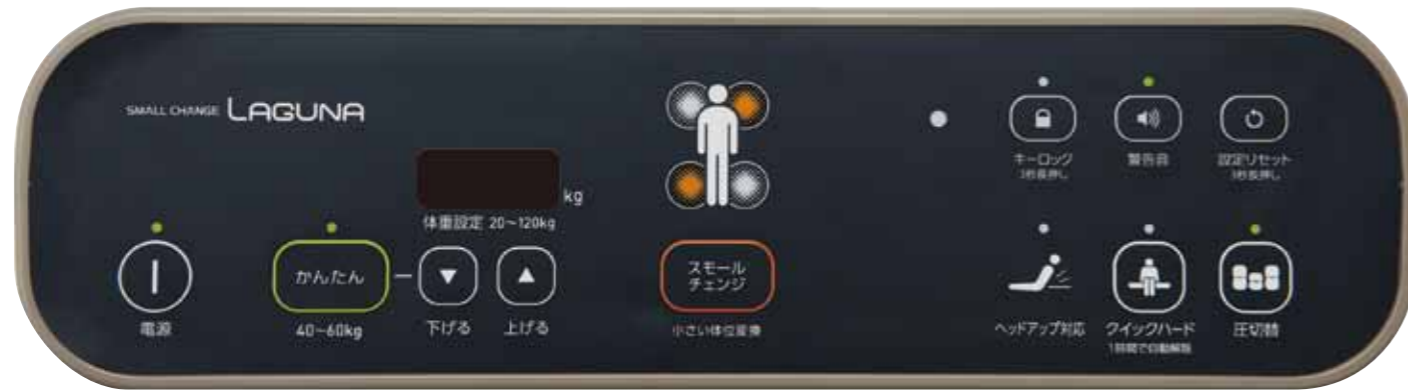 SMALL CHANGE LAGUNA
kg
体重設定 20~120kg
電源
かんたん
40~60kg
下げる
上げる
スモール
チェンジ
小さい体位変換
キーロック
3秒長押し
警告音
設定リセット
3秒長押し
ヘッドアップ対応
クイックハード
1時間で自動解除
圧切替